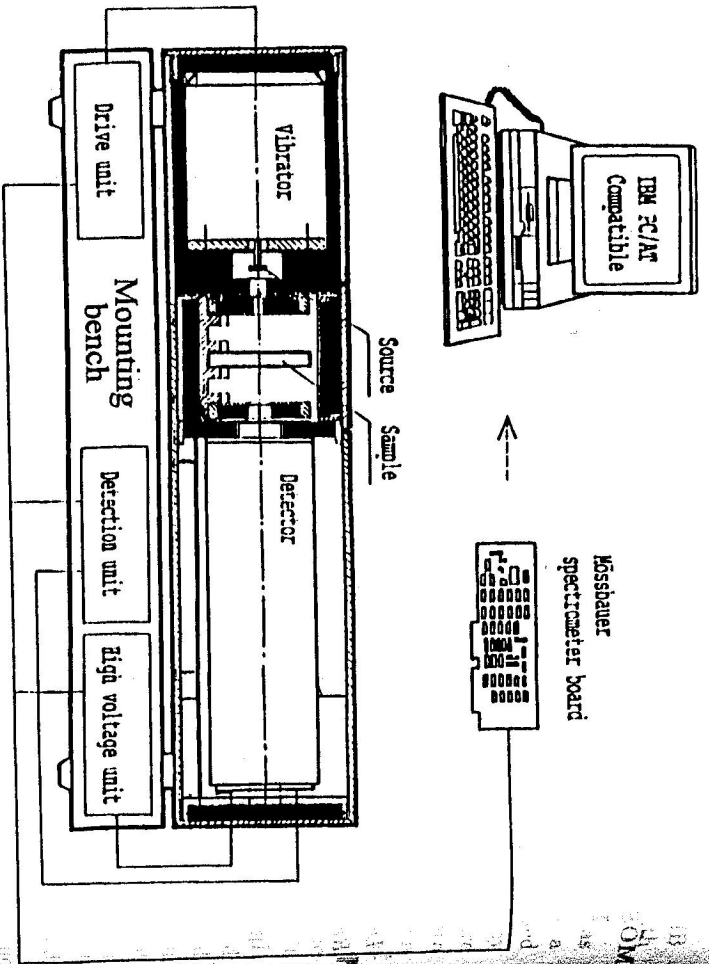 IBM PC/AT
Compatible
Mössbauer
spectrometer board
Source
Sample
Vibrator
Detector
Drive unit
Mounting
bench
Detection unit
High voltage unit